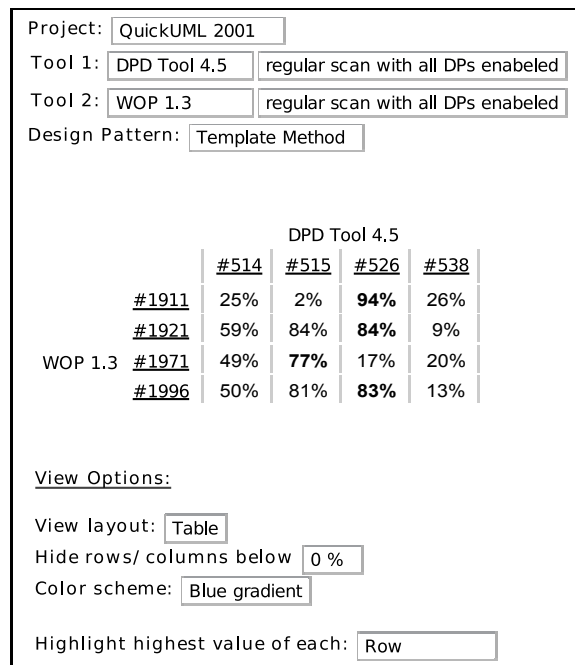 Project: QuickUML 2001
Tool 1: DPD Tool 4.5 regular scan with all DPs enabeled
Tool 2: WOP 1.3 regular scan with all DPs enabeled
Design Pattern: Template Method
DPD Tool 4.5
#514 #515 #526 #538
#1911 25% 2% 94% 26%
#1921 59% 84% 84% 9%
WOP 1.3 #1971 49% 77% 17% 20%
#1996 50% 81% 83% 13%
View Options:
View layout: Table
Hide rows/ columns below 0 %
Color scheme: Blue gradient
Highlight highest value of each: Row